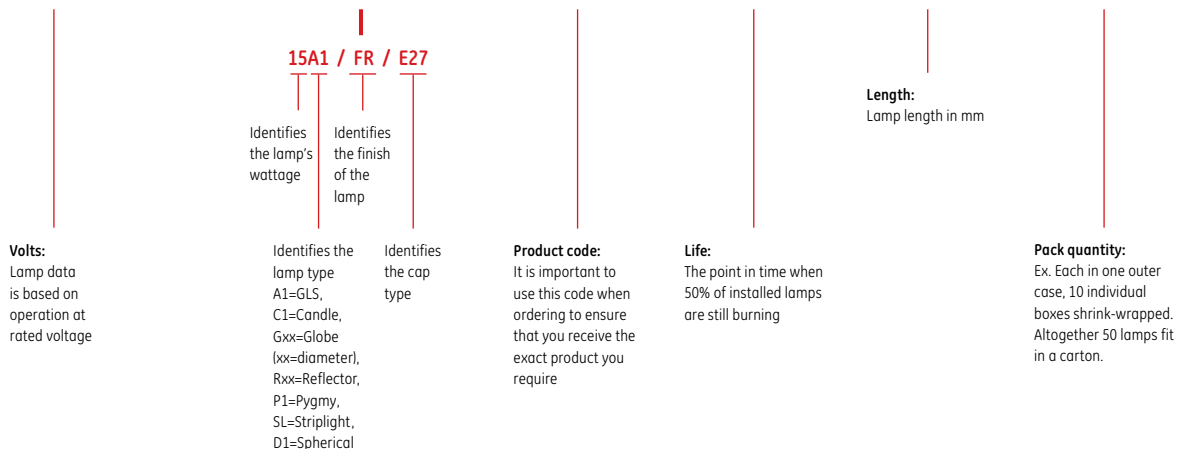 15A1 / FR / E27
Length:
Lamp length in mm
Identifies
the lamp's
wattage
Identifies
the finish
of the
lamp
Volts:
Lamp data
is based on
operation at
rated voltage
Identifies the
lamp type
A1=GLS,
C1=Candle,
Gxx=Globe
(xx=diameter),
Rxx=Reflector,
P1=Pygmy,
SL=Striplight,
D1=Spherical
Identifies
the cap
type
Product code:
It is important to
use this code when
ordering to ensure
that you receive the
exact product you
require
Life:
The point in time when
50% of installed lamps
are still burning
Pack quantity:
Ex. Each in one outer
case, 10 individual
boxes shrink-wrapped.
Altogether 50 lamps fit
in a carton.